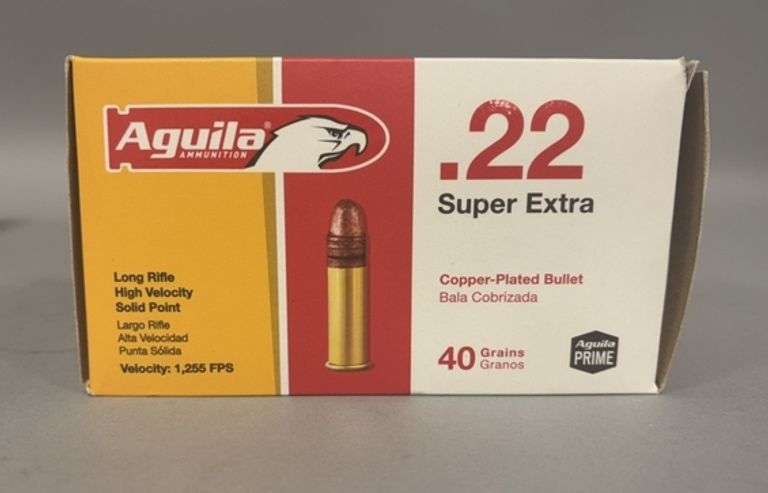 Aguila®
AMMUNITION
Long Rifle
High Velocity
Solid Point
Largo Rifle
Alta Velocidad
Punta Sólida
Velocity: 1,255 FPS
.22
Super Extra
Copper-Plated Bullet
Bala Cobrizada
40 Grains
Granos
Aguila
PRIME